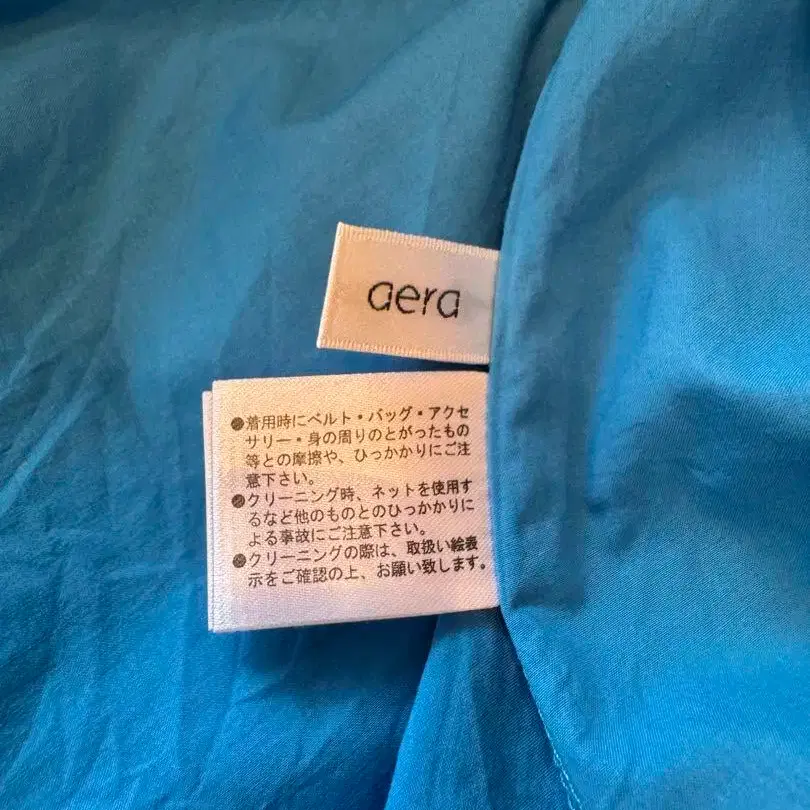 aera
●着用時にベルト・バッグ・アクセ
サリー・身の周りのとがったもの
等との摩擦や、ひっかかりにご注
意下さい。
●クリーニング時、ネットを使用す
るなど他のものとのひっかかりに
よる事故にご注意下さい。
●クリーニングの際は、取扱い絵表
示をご確認の上、お願い致します。